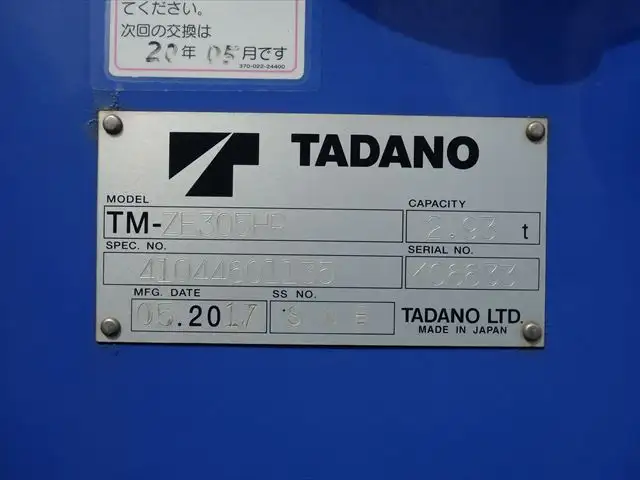 てください。
次回の交換は
20年 05月です
370-022-24400
TADANO
MODEL
CAPACITY
TM-ZE305HR
2.93 t
SPEC. NO.
SERIAL NO.
MFG. DATE
SS NO.
05.2017
TADANO LTD.
MADE IN JAPAN